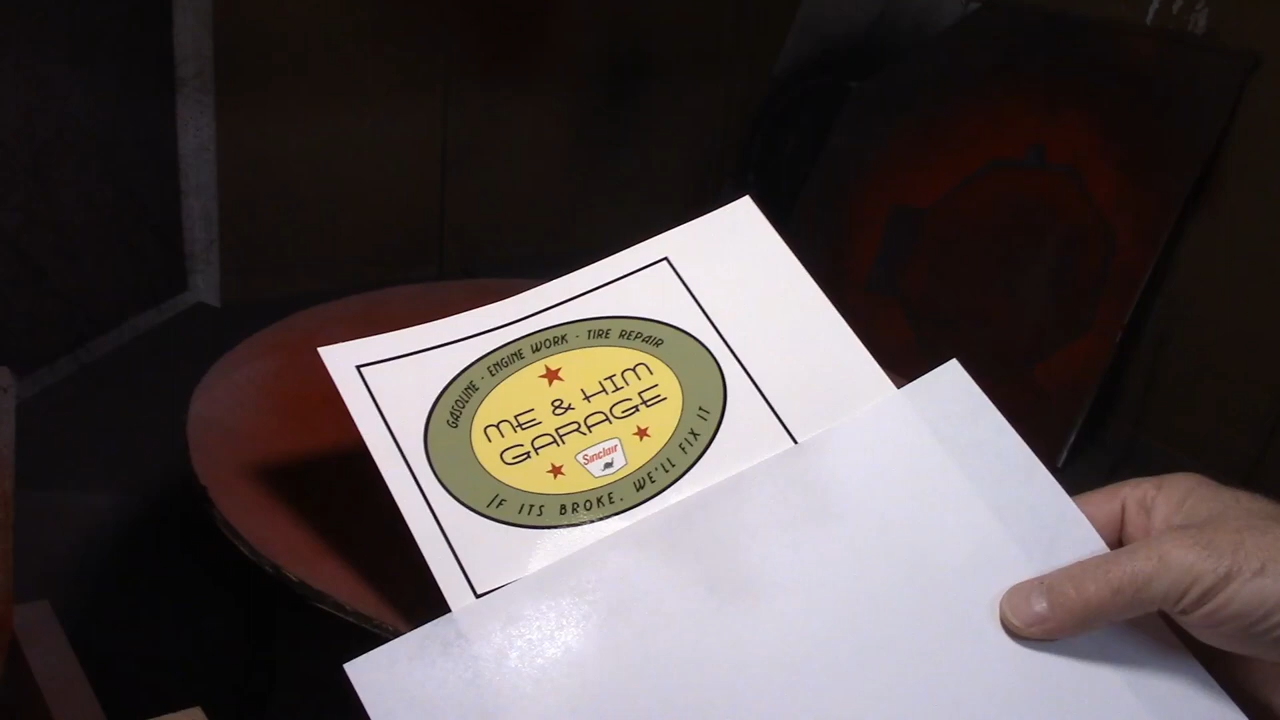 GASOLINE · ENGINE WORK · TIRE REPAIR
ME & HIM
GARAGE
Sinclair
IF ITS BROKE. WE'LL FIX IT